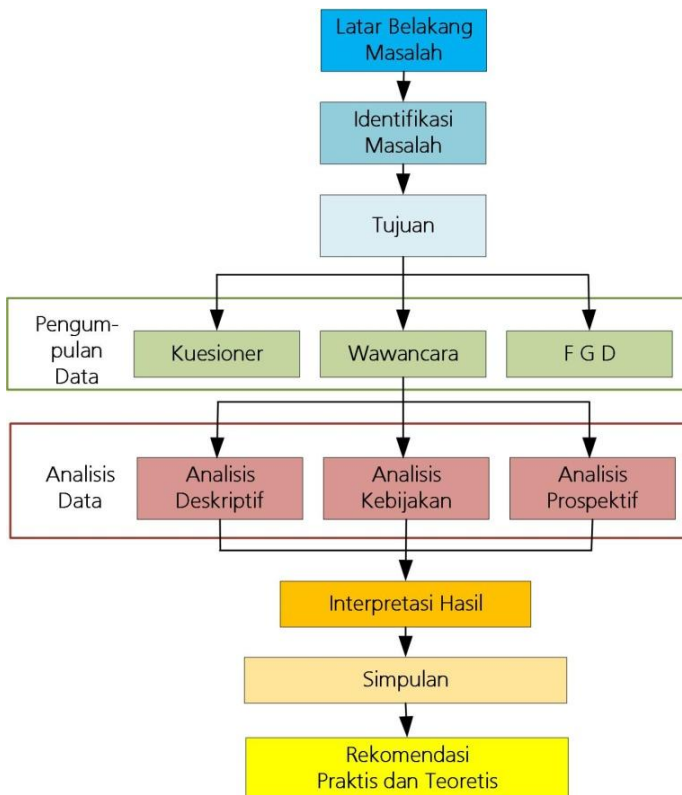 Latar Belakang
Masalah
Identifikasi
Masalah
Tujuan
Pengum-
pulan
Data
Kuesioner
Wawancara
F G D
Analisis
Data
Analisis
Deskriptif
Analisis
Kebijakan
Analisis
Prospektif
Interpretasi Hasil
Simpulan
Rekomendasi
Praktis dan Teoretis